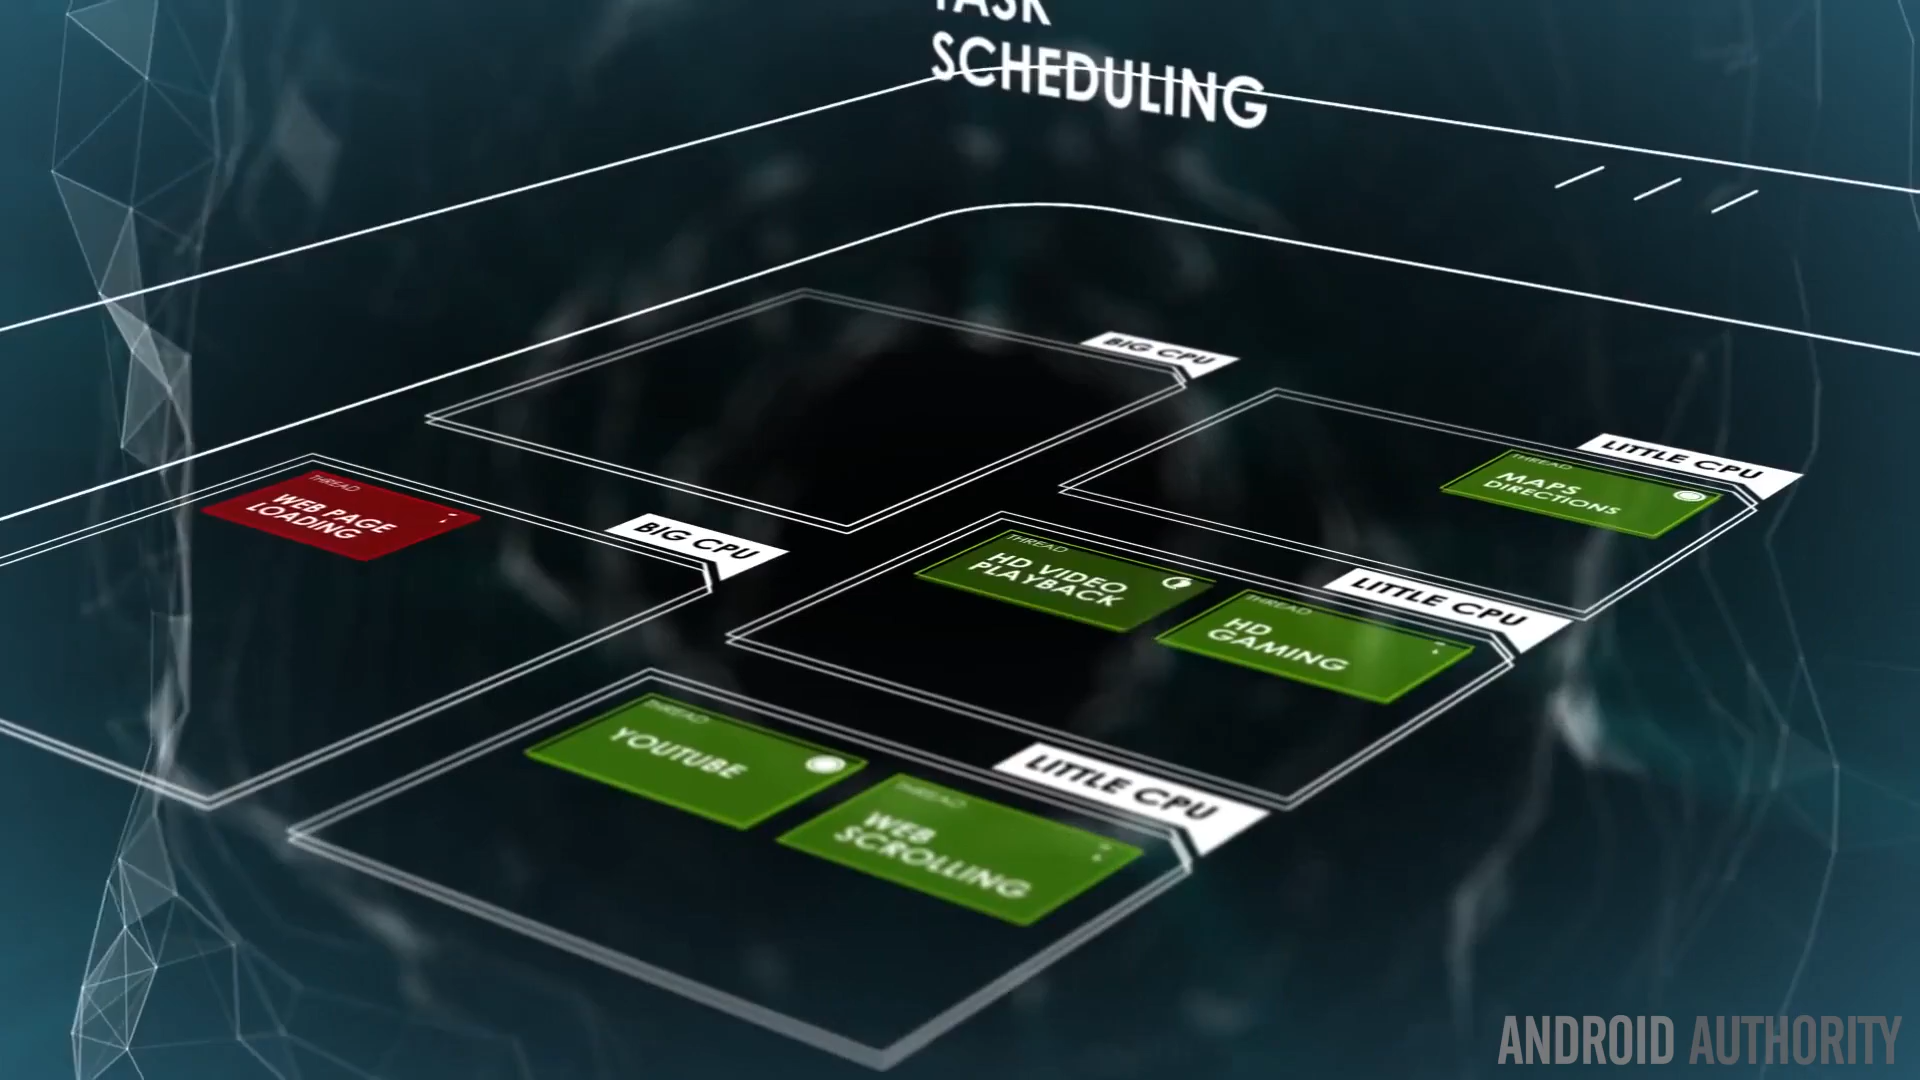 TASK
SCHEDULING
BIG CPU
LITTLE CPU
THREAD
MAPS
DIRECTIONS
THREAD
WEB PAGE
LOADING
BIG CPU
THREAD
HD VIDEO
PLAYBACK
LITTLE CPU
THREAD
HD
GAMING
THREAD
YOUTUBE
LITTLE CPU
THREAD
WEB
SCROLLING
ANDROID AUTHORITY